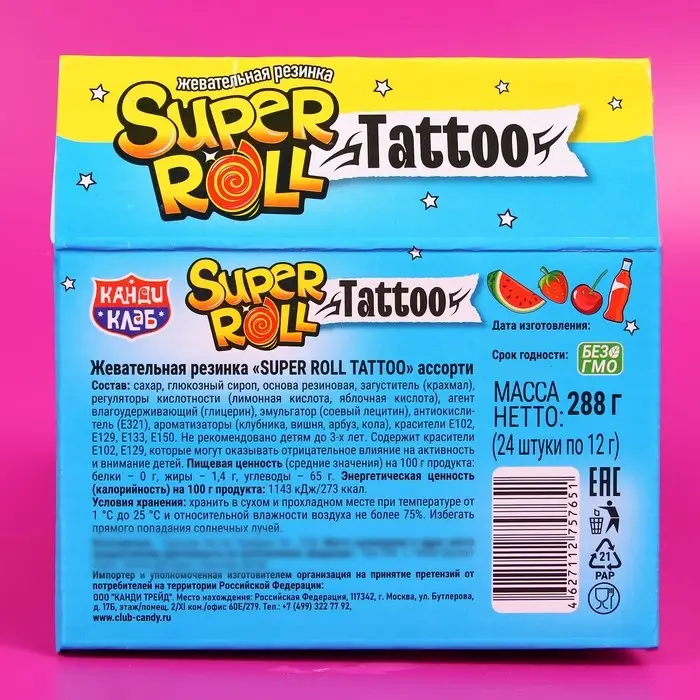 жевательная резинка
SUPER
ROLL
Tattoo
КАНДИ
КЛАБ
SUPER
ROLL
Tattoo
Дата изготовления:
Срок годности:
БЕЗ
ГМО
Жевательная резинка «SUPER ROLL TATTOO» ассорти
Состав: сахар, глюкозный сироп, основа резиновая, загуститель (крахмал),
регуляторы кислотности (лимонная кислота, яблочная кислота), агент
влагоудерживающий (глицерин), эмульгатор (соевый лецитин), антиокисли-
тель (Е321), ароматизаторы (клубника, вишня, арбуз, кола), красители Е102,
Е129, Е133, Е150. Не рекомендовано детям до 3-х лет. Содержит красители
Е102, Е129, которые могут оказывать отрицательное влияние на активность
и внимание детей. Пищевая ценность (средние значения) на 100 г продукта:
белки – 0 г, жиры – 1,4 г, углеводы – 65 г. Энергетическая ценность
(калорийность) на 100 г продукта: 1143 кДж/273 ккал.
Условия хранения: хранить в сухом и прохладном месте при температуре от
1 °С до 25 °С и относительной влажности воздуха не более 75%. Избегать
прямого попадания солнечных лучей.
Импортер и уполномоченная изготовителем организация на принятие претензий от
потребителей на территории Российской Федерации:
ООО "КАНДИ ТРЕЙД". Место нахождения: Российская Федерация, 117342, г. Москва, ул. Бутлерова,
д. 17Б, этаж/помещ. 2/XI ком./офис 60Е/279. Тел.: +7 (499) 322 77 92,
www.club-candy.ru
МАССА
НЕТТО: 288 г
(24 штуки по 12 г)
4 627112 757651
ЕАС
21
PAP